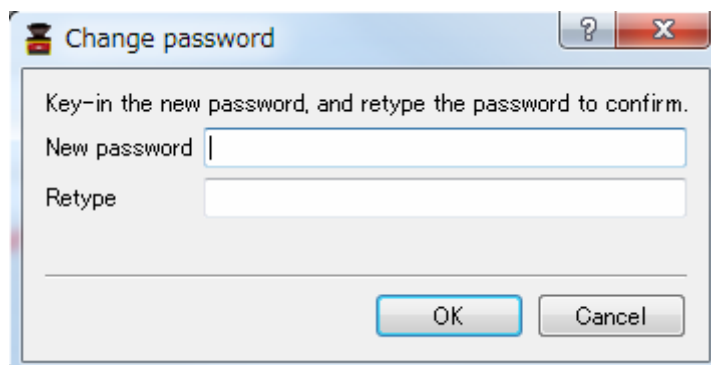 Change password
Key-in the new password, and retype the password to confirm.
New password
Retype
OK Cancel